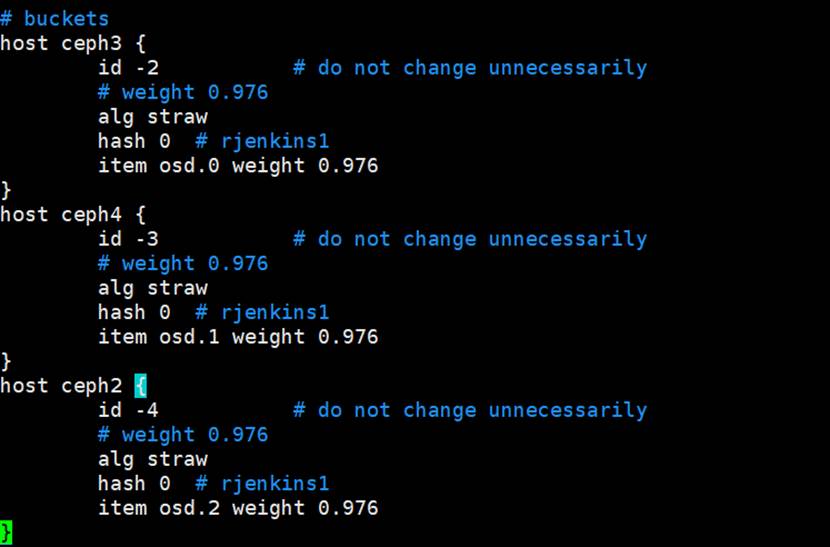 # buckets
host ceph3 {
        id -2           # do not change unnecessarily
        # weight 0.976
        alg straw
        hash 0  # rjenkins1
        item osd.0 weight 0.976
}
host ceph4 {
        id -3           # do not change unnecessarily
        # weight 0.976
        alg straw
        hash 0  # rjenkins1
        item osd.1 weight 0.976
}
host ceph2 {
        id -4           # do not change unnecessarily
        # weight 0.976
        alg straw
        hash 0  # rjenkins1
        item osd.2 weight 0.976
}